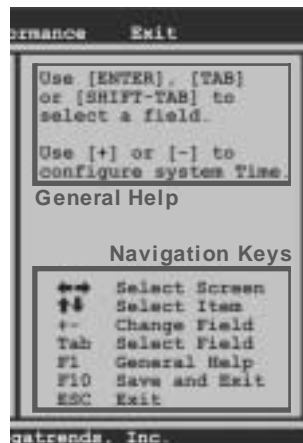 rmance Exit
Use [ENTER], [TAB]
or [SHIFT-TAB] to
select a field.
Use [+] or [-] to
configure system Time.
General Help
Navigation Keys
←→ Select Screen
↑↓ Select Item
+- Change Field
Tab Select Field
F1 General Help
F10 Save and Exit
ESC Exit
gatrends, Inc.